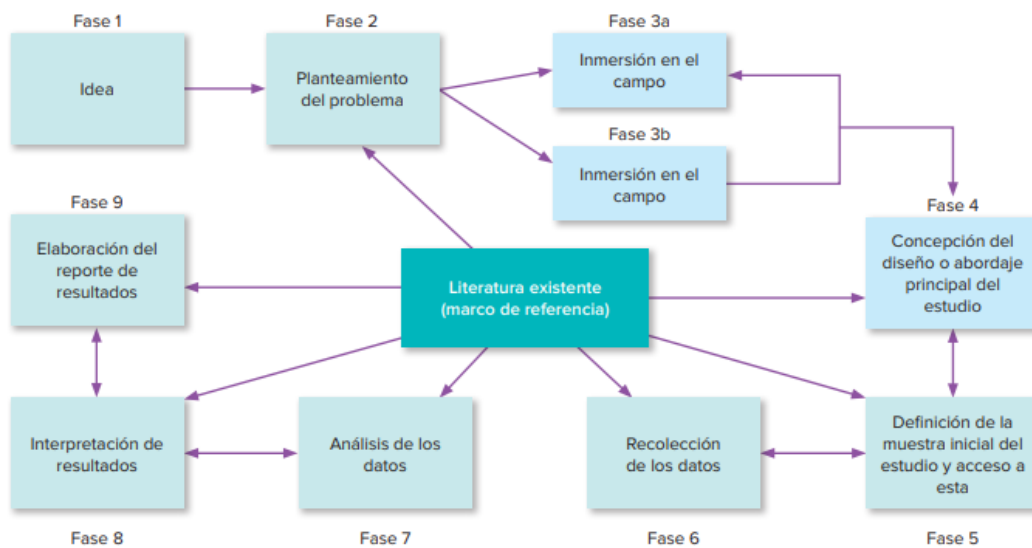 Fase 1
Idea
Fase 2
Planteamiento
del problema
Fase 3a
Inmersión en el
campo
Fase 3b
Inmersión en el
campo
Fase 4
Concepción del
diseño o abordaje
principal del
estudio
Fase 9
Elaboración del
reporte de
resultados
Literatura existente
(marco de referencia)
Interpretación de
resultados
Fase 8
Análisis de los
datos
Fase 7
Recolección
de los datos
Fase 6
Definición de la
muestra inicial del
estudio y acceso a
esta
Fase 5